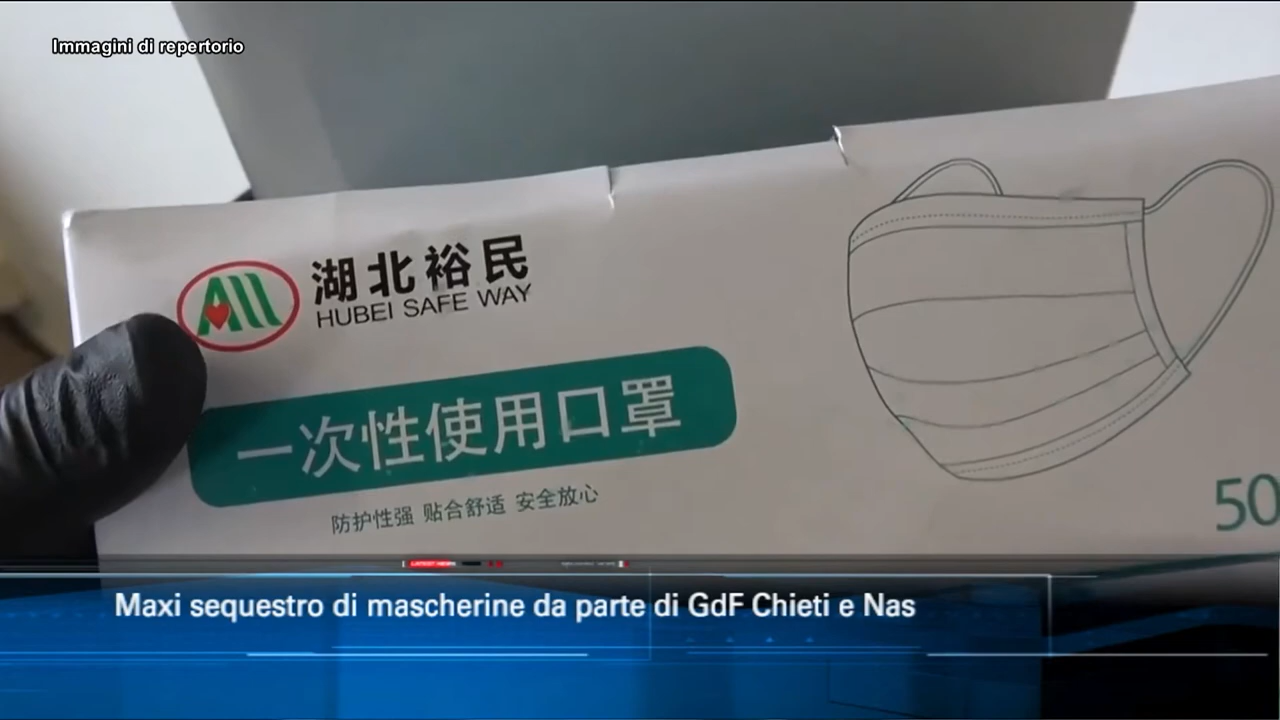 Immagini di repertorio
湖北裕民
HUBEI SAFE WAY
一次性使用口罩
防护性强 贴合舒适 安全放心
50
LATEST NEWS
Maxi sequestro di mascherine da parte di GdF Chieti e Nas